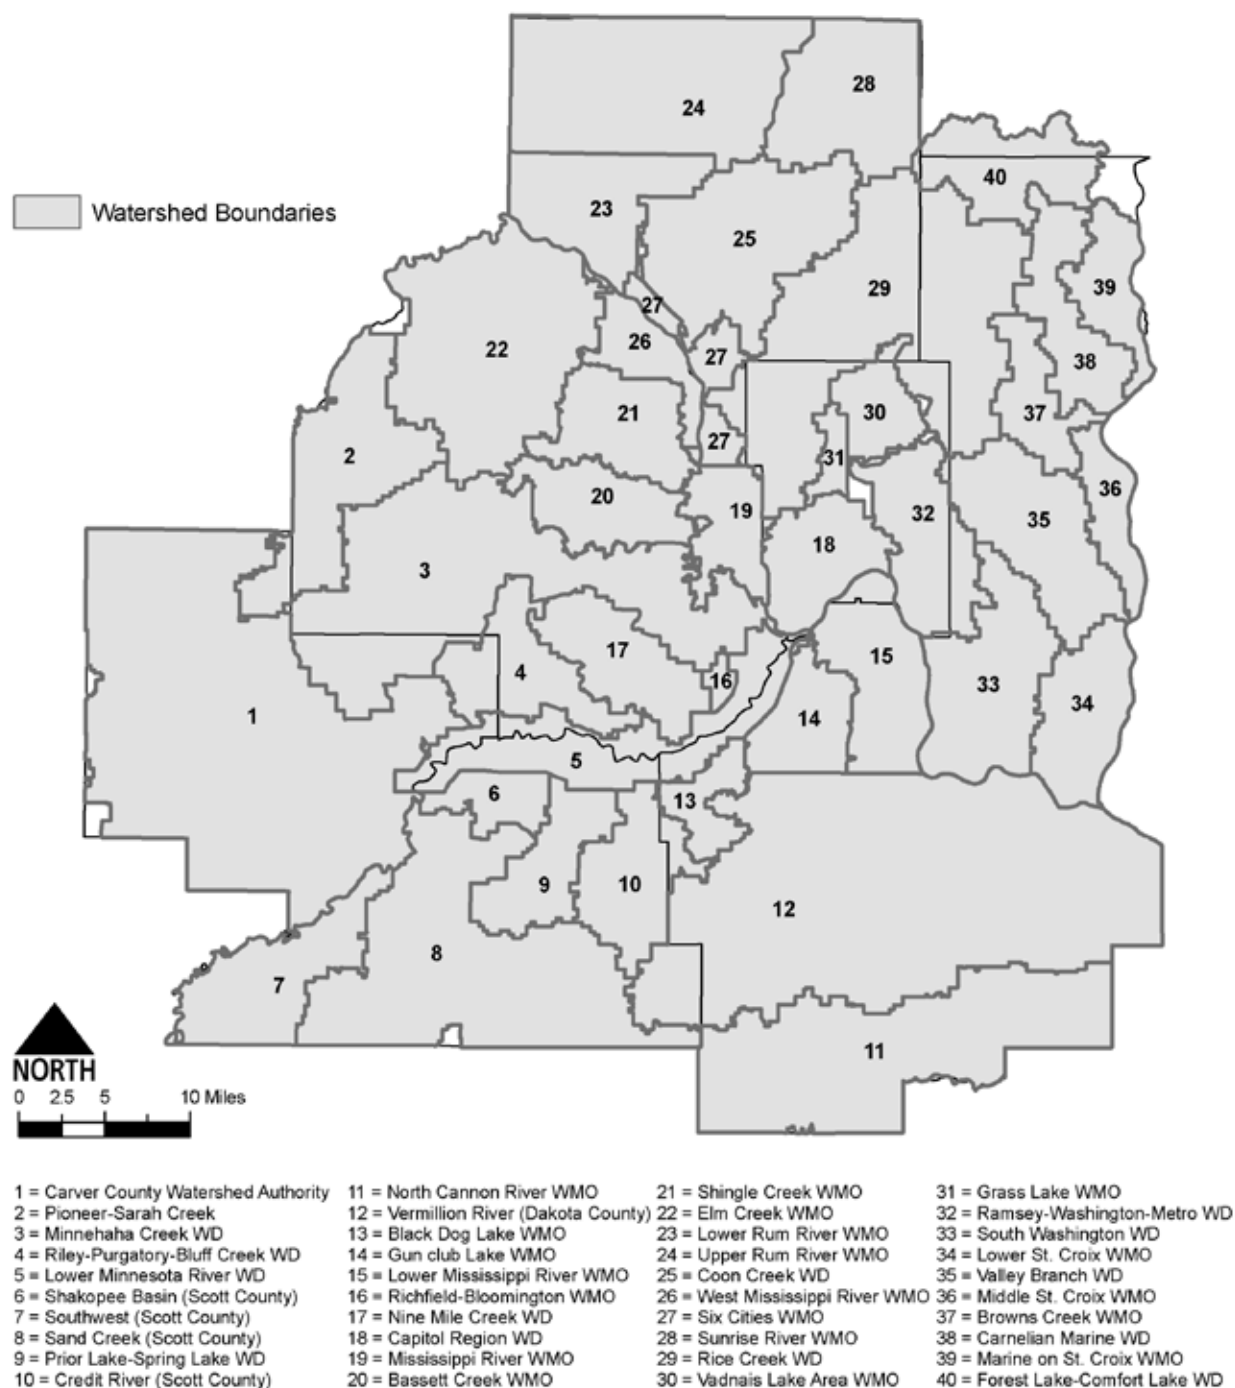 24
28
40
Watershed Boundaries
23
25
39
29
27
26
22
27
38
21
30
37
27
2
31
36
20
19
32
35
18
3
17
15
4
16
33
34
1
14
5
6
13
9
10
12
8
7
11
NORTH
0 2.5 5 10 Miles
1 = Carver County Watershed Authority
2 = Pioneer-Sarah Creek
3 = Minnehaha Creek WD
4 = Riley-Purgatory-Bluff Creek WD
5 = Lower Minnesota River WD
6 = Shakopee Basin (Scott County)
7 = Southwest (Scott County)
8 = Sand Creek (Scott County)
9 = Prior Lake-Spring Lake WD
10 = Credit River (Scott County)
11 = North Cannon River WMO
12 = Vermillion River (Dakota County)
13 = Black Dog Lake WMO
14 = Gun club Lake WMO
15 = Lower Mississippi River WMO
16 = Richfield-Bloomington WMO
17 = Nine Mile Creek WD
18 = Capitol Region WD
19 = Mississippi River WMO
20 = Bassett Creek WMO
21 = Shingle Creek WMO
22 = Elm Creek WMO
23 = Lower Rum River WMO
24 = Upper Rum River WMO
25 = Coon Creek WD
26 = West Mississippi River WMO
27 = Six Cities WMO
28 = Sunrise River WMO
29 = Rice Creek WD
30 = Vadnais Lake Area WMO
31 = Grass Lake WMO
32 = Ramsey-Washington-Metro WD
33 = South Washington WD
34 = Lower St. Croix WMO
35 = Valley Branch WD
36 = Middle St. Croix WMO
37 = Browns Creek WMO
38 = Carnelian Marine WD
39 = Marine on St. Croix WMO
40 = Forest Lake-Comfort Lake WD